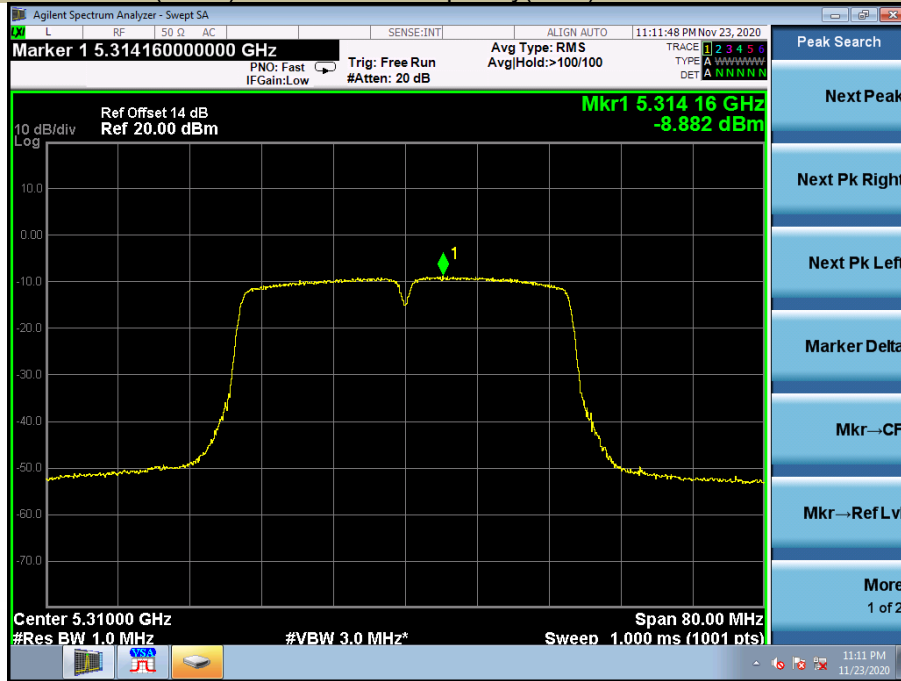 Agilent Spectrum Analyzer - Swept SA
LXI L RF 50 Ω AC SENSE:INT ALIGN AUTO 11:11:48 PM Nov 23, 2020
Marker 1 5.314160000000 GHz
PNO: Fast
IFGain:Low
Trig: Free Run
#Atten: 20 dB
Avg Type: RMS
Avg|Hold:>100/100
TRACE 1 2 3 4 5 6
TYPE A WWWWW
DET A N N N N N
Mkr1 5.314 16 GHz
-8.882 dBm
Ref Offset 14 dB
10 dB/div Ref 20.00 dBm
Log
10.0
0.00
-10.0
-20.0
-30.0
-40.0
-50.0
-60.0
-70.0
1
Center 5.31000 GHz Span 80.00 MHz
#Res BW 1.0 MHz #VBW 3.0 MHz* Sweep 1.000 ms (1001 pts)
Peak Search
Next Peak
Next Pk Right
Next Pk Left
Marker Delta
Mkr→CF
Mkr→Ref Lvl
More
1 of 2
VSA
11:11 PM
11/23/2020